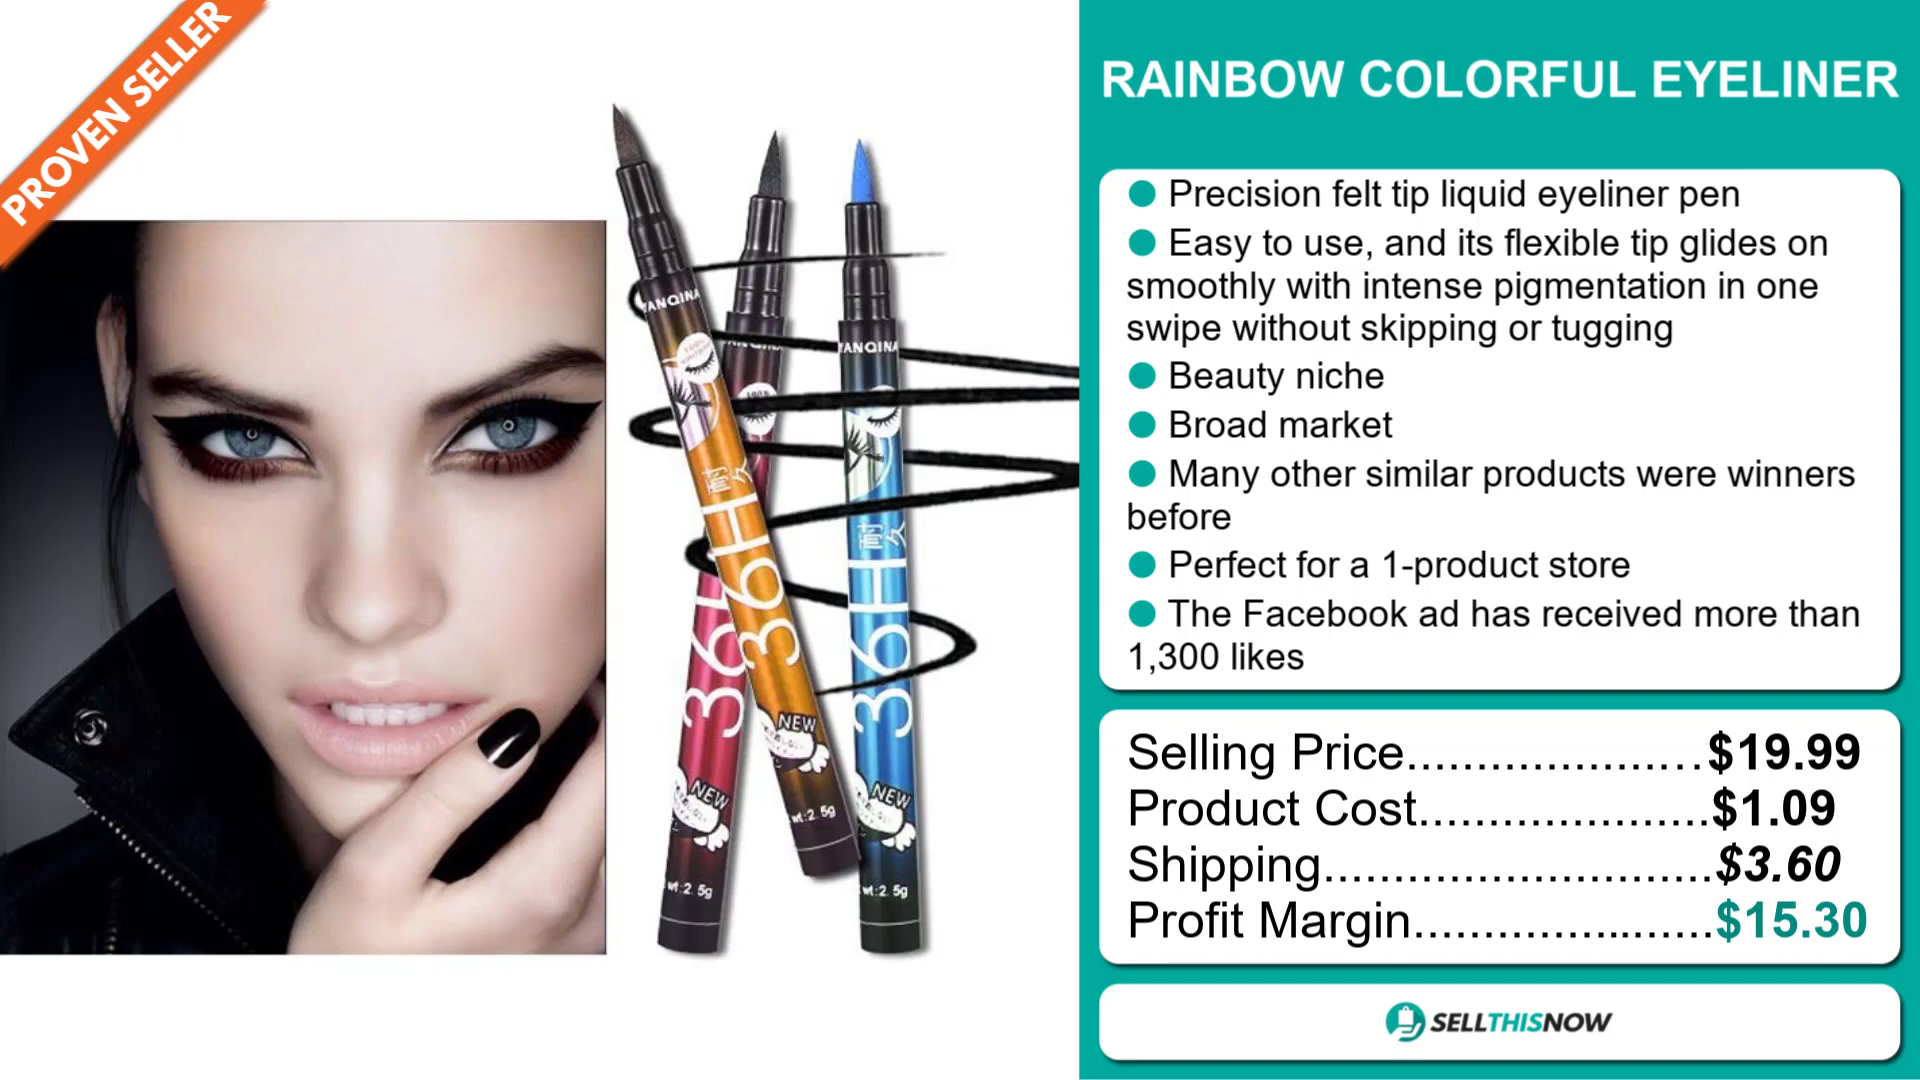 PROVEN SELLER
RAINBOW COLORFUL EYELINER
● Precision felt tip liquid eyeliner pen
● Easy to use, and its flexible tip glides on
smoothly with intense pigmentation in one
swipe without skipping or tugging
● Beauty niche
● Broad market
● Many other similar products were winners
before
● Perfect for a 1-product store
● The Facebook ad has received more than
1,300 likes
Selling Price.....................$19.99
Product Cost.....................$1.09
Shipping............................$3.60
Profit Margin......................$15.30
SELLTHISNOW
YANQINA
36H
NEW
wt:2.5g
36H
NEW
wt:2.5g
YANQINA
36H
NEW
wt:2.5g